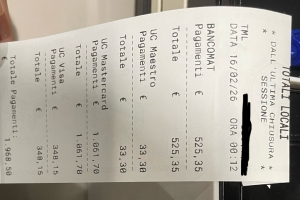 TOTALI LOCALI
* DALL'ULTIMA CHIUSURA *
* SESSIONE *
TML
DATA 16/02/26 ORA 00:12
BANCOMAT
Pagamenti € 525,35
Totale € 525,35
UC Maestro
Pagamenti € 33,30
Totale € 33,30
UC Mastercard
Pagamenti € 1.061,70
Totale € 1.061,70
UC Visa
Pagamenti € 348,15
Totale € 348,15
Totale Pagamenti: 1.968,50